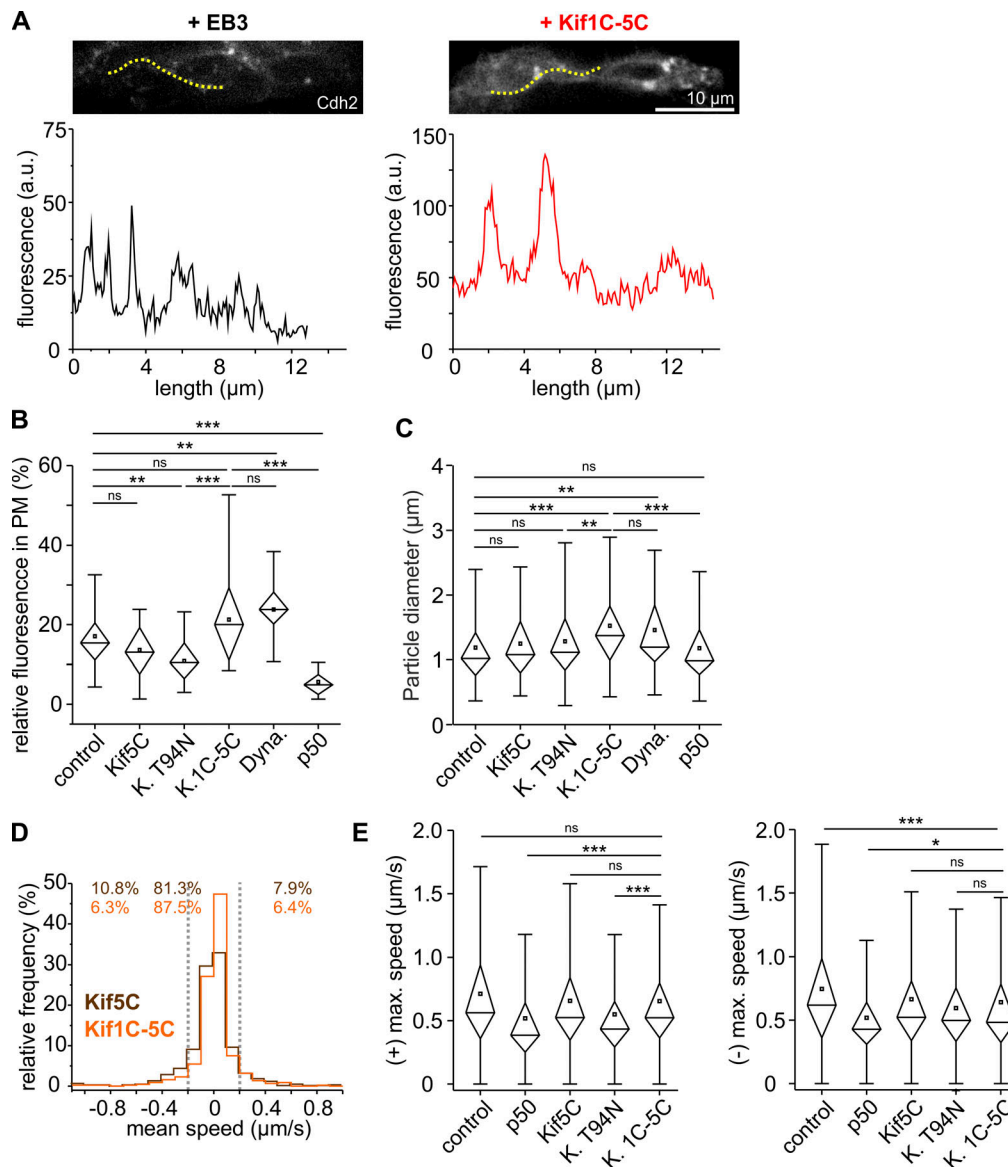 A
+ EB3
+ Kif1C-5C
Cdh2
10 µm
fluorescence (a.u.)
75
50
25
0
0 4 8 12
length (µm)
fluorescence (a.u.)
150
100
50
0
0 4 8 12
length (µm)
B
relative fluoresencce in PM (%)
60
40
20
0
***
**
ns
***
** *** ns
ns
control
Kif5C
K. T94N
K.1C-5C
Dyna.
p50
C
Particle diameter (µm)
4
3
2
1
0
ns
**
*** ***
ns ** ns
ns
control
Kif5C
K. T94N
K.1C-5C
Dyna.
p50
D
relative frequency (%)
50
40
30
20
10
0
10.8% 81.3% 7.9%
6.3% 87.5% 6.4%
Kif5C
Kif1C-5C
-0.8 -0.4 0 0.4 0.8
mean speed (µm/s)
E
(+) max. speed (µm/s)
2.0
1.5
1.0
0.5
0
ns
***
ns
***
control
p50
Kif5C
K. T94N
K. 1C-5C
(-) max. speed (µm/s)
2.0
1.5
1.0
0.5
0
***
*
ns
ns
control
p50
Kif5C
K. T94N
K. 1C-5C